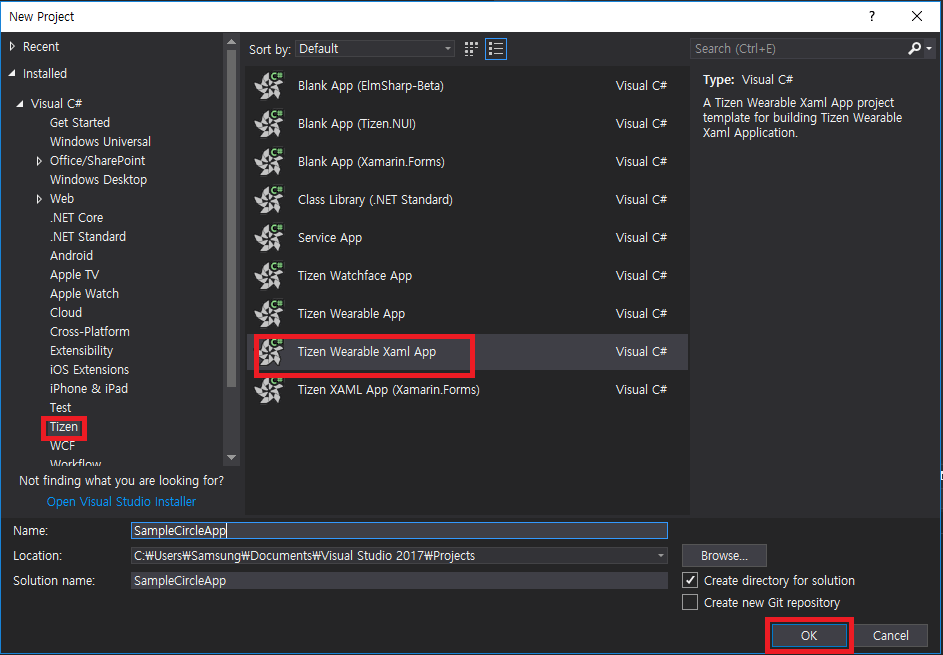 New Project
?
Recent
Installed
Visual C#
Get Started
Windows Universal
Office/SharePoint
Windows Desktop
Web
.NET Core
.NET Standard
Android
Apple TV
Apple Watch
Cloud
Cross-Platform
Extensibility
iOS Extensions
iPhone & iPad
Test
Tizen
WCF
Workflow
Not finding what you are looking for?
Open Visual Studio Installer
Sort by: Default
C# Blank App (ElmSharp-Beta) Visual C#
C# Blank App (Tizen.NUI) Visual C#
C# Blank App (Xamarin.Forms) Visual C#
C# Class Library (.NET Standard) Visual C#
C# Service App Visual C#
C# Tizen Watchface App Visual C#
C# Tizen Wearable App Visual C#
C# Tizen Wearable Xaml App Visual C#
C# Tizen XAML App (Xamarin.Forms) Visual C#
Search (Ctrl+E)
Type: Visual C#
A Tizen Wearable Xaml App project
template for building Tizen Wearable
Xaml Application.
Name: SampleCircleApp
Location: C:₩Users₩Samsung₩Documents₩Visual Studio 2017₩Projects
Browse...
Solution name: SampleCircleApp
Create directory for solution
Create new Git repository
OK
Cancel